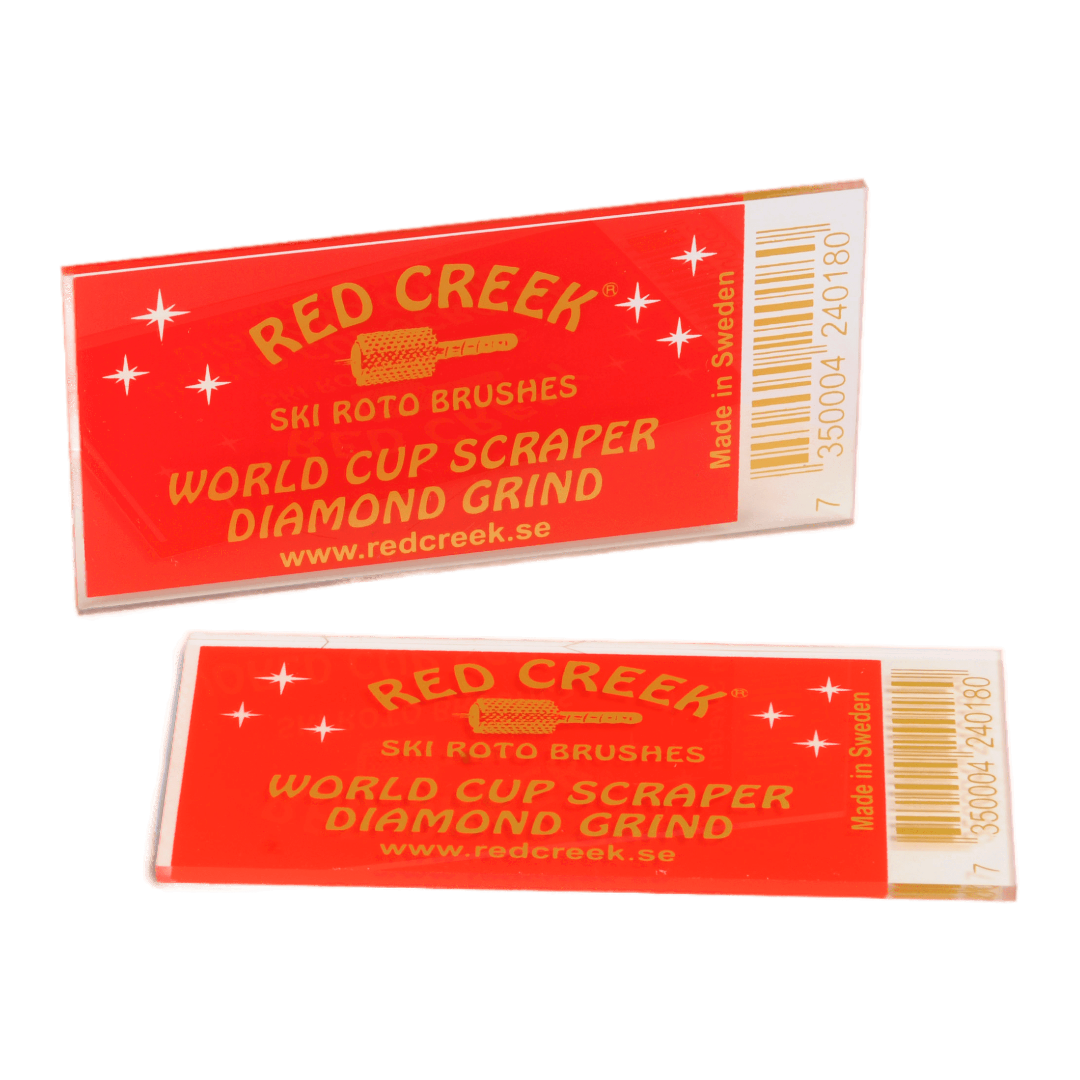 RED CREEK®
SKI ROTO BRUSHES
WORLD CUP SCRAPER
DIAMOND GRIND
www.redcreek.se
Made in Sweden
7 350004 240180
RED CREEK®
SKI ROTO BRUSHES
WORLD CUP SCRAPER
DIAMOND GRIND
www.redcreek.se
Made in Sweden
7 350004 240180